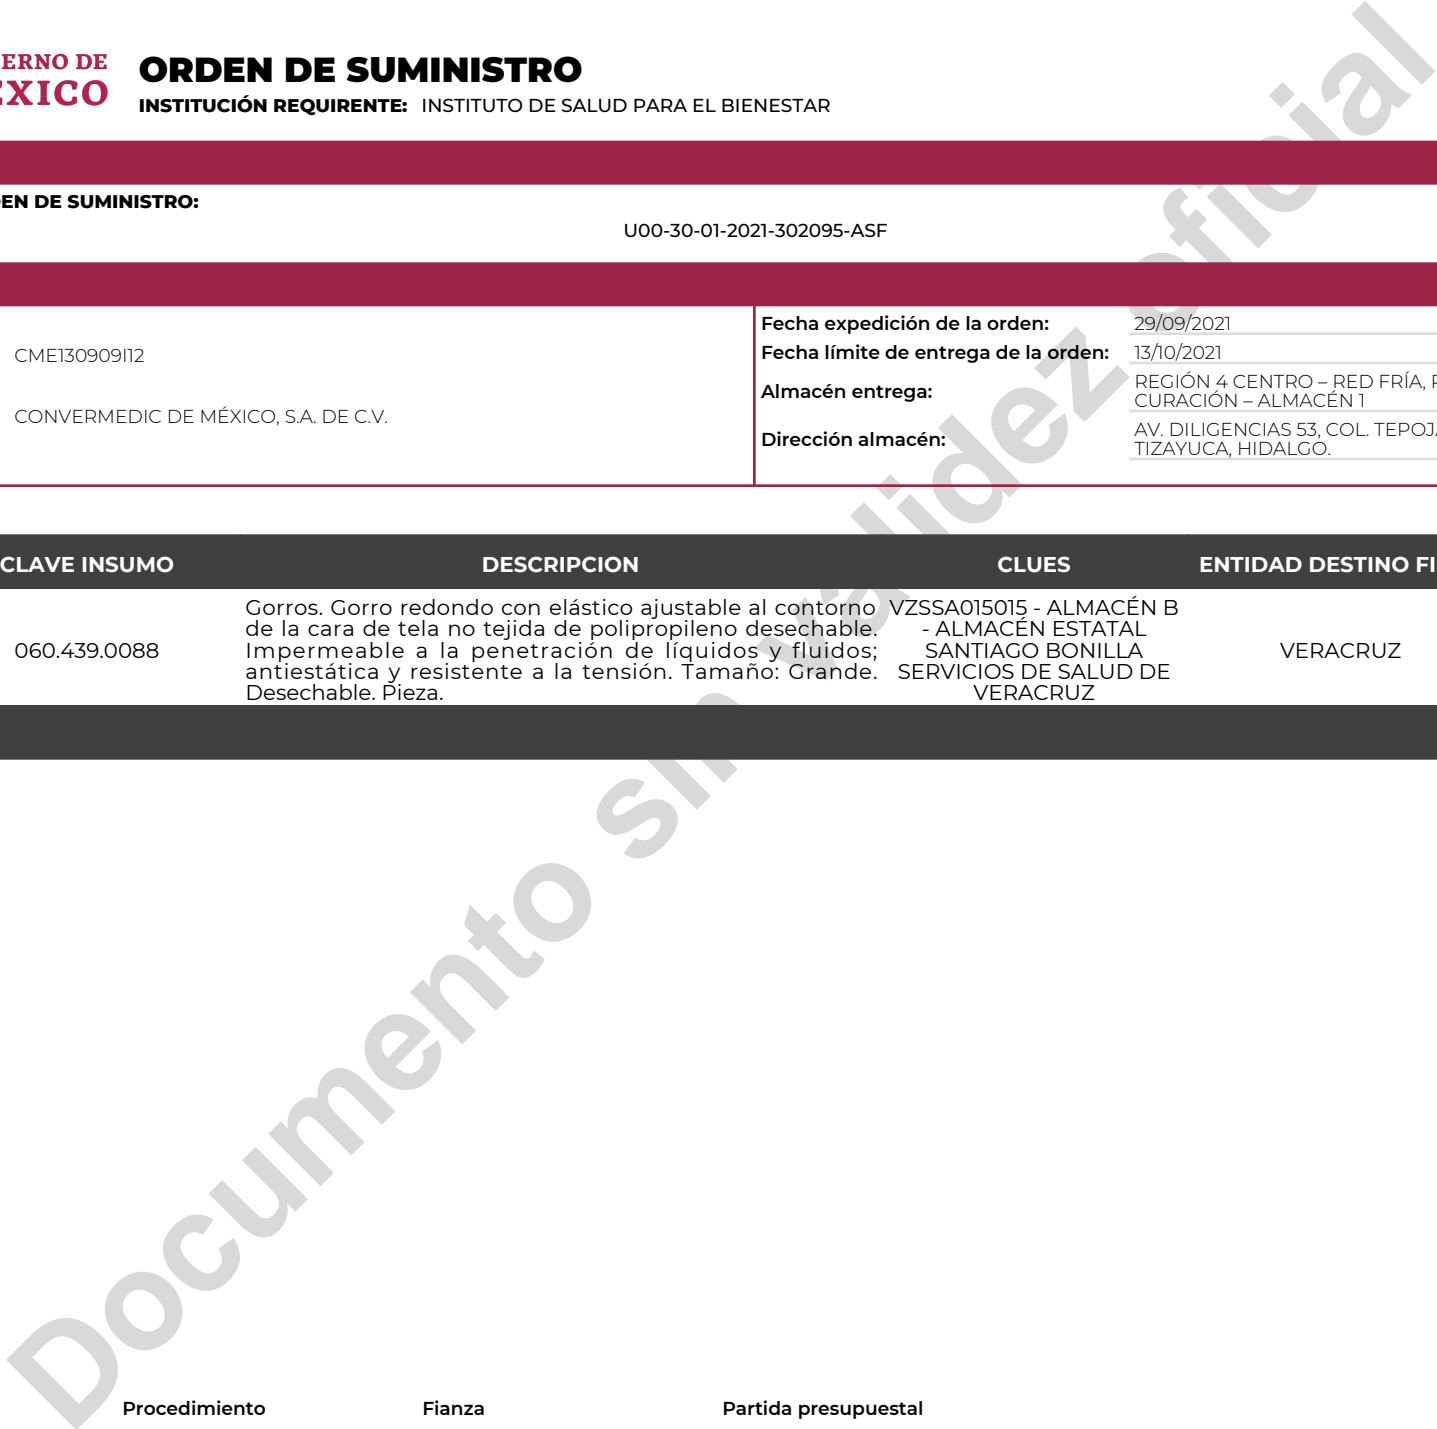 ERNO DE
EXICO
ORDEN DE SUMINISTRO
INSTITUCIÓN REQUIRENTE: INSTITUTO DE SALUD PARA EL BIENESTAR
EN DE SUMINISTRO:
U00-30-01-2021-302095-ASF
CME130909I12
CONVERMEDIC DE MÉXICO, S.A. DE C.V.
Fecha expedición de la orden: 29/09/2021
Fecha límite de entrega de la orden: 13/10/2021
Almacén entrega: REGIÓN 4 CENTRO – RED FRÍA,
CURACIÓN – ALMACÉN 1
Dirección almacén: AV. DILIGENCIAS 53, COL. TEPOJ
TIZAYUCA, HIDALGO.
CLAVE INSUMO DESCRIPCION CLUES ENTIDAD DESTINO FI
060.439.0088
Gorros. Gorro redondo con elástico ajustable al contorno
de la cara de tela no tejida de polipropileno desechable.
Impermeable a la penetración de líquidos y fluidos;
antiestática y resistente a la tensión. Tamaño: Grande.
Desechable. Pieza.
VZSSA015015 - ALMACÉN B
- ALMACÉN ESTATAL
SANTIAGO BONILLA
SERVICIOS DE SALUD DE
VERACRUZ
VERACRUZ
Documento sin validez oficial
Procedimiento Fianza Partida presupuestal